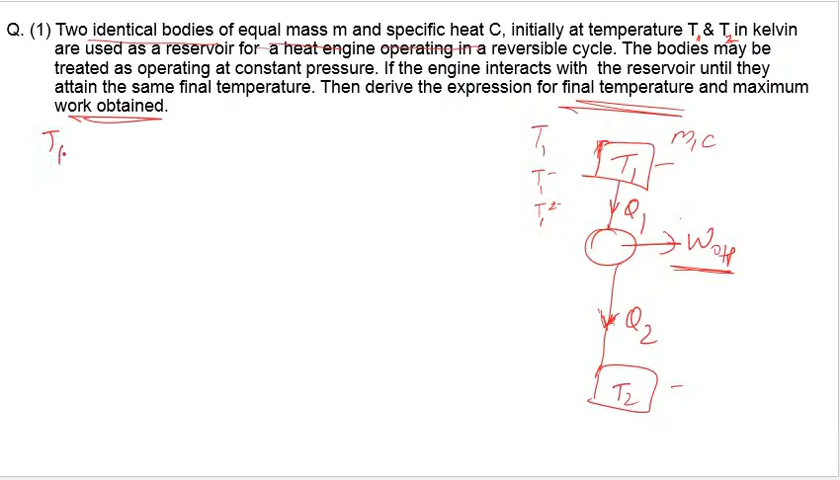 Q. (1) Two identical bodies of equal mass m and specific heat C, initially at temperature T1 & T2 in kelvin
are used as a reservoir for a heat engine operating in a reversible cycle. The bodies may be
treated as operating at constant pressure. If the engine interacts with the reservoir until they
attain the same final temperature. Then derive the expression for final temperature and maximum
work obtained.
Tf
T1
m, C
T1
T1-
Q1
T12-
W
Q2
T2